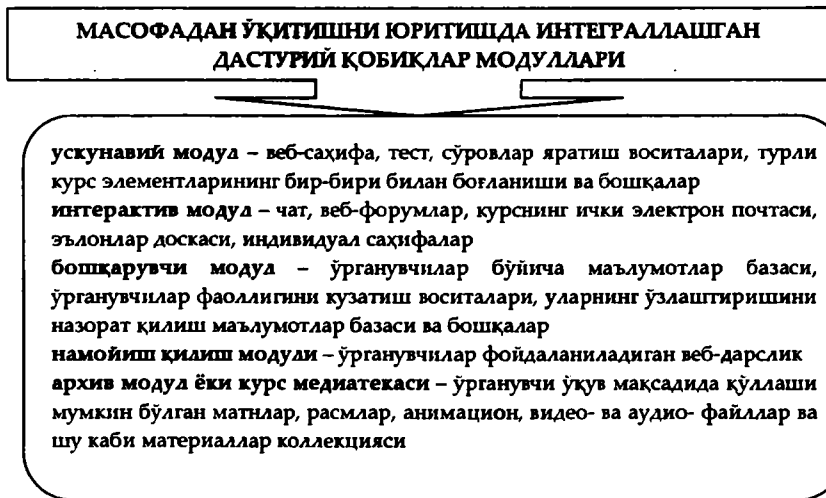 МАСОФАДАН ЎҚИТИШНИ ЮРИТИШДА ИНТЕГРАЛЛАШГАН
ДАСТУРИЙ ҚОБИҚЛАР МОДУЛЛАРИ
ускунавий модул – веб-саҳифа, тест, сўровлар яратиш воситалари, турли
курс элементларининг бир-бири билан боғланиши ва бошқалар
интерактив модул – чат, веб-форумлар, курснинг ички электрон почтаси,
эълонлар доскаси, индивидуал саҳифалар
бошқарувчи модул – ўрганувчилар бўйича маълумотлар базаси,
ўрганувчилар фаоллигини кузатиш воситалари, уларнинг ўзлаштиришини
назорат қилиш маълумотлар базаси ва бошқалар
намойиш қилиш модули – ўрганувчилар фойдаланиладиган веб-дарслик
архив модул ёки курс медиатекаси – ўрганувчи ўқув мақсадида қўллаши
мумкин бўлган матнлар, расмлар, анимацион, видео- ва аудио- файллар ва
шу каби материаллар коллекцияси